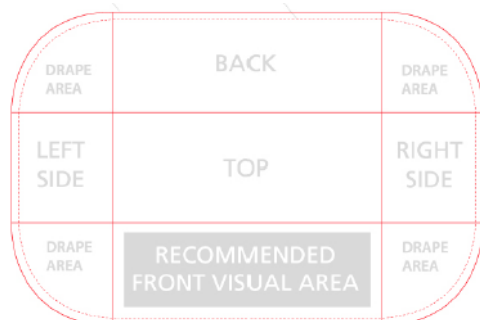 DRAPE
AREA
BACK
DRAPE
AREA
LEFT
SIDE
TOP
RIGHT
SIDE
DRAPE
AREA
RECOMMENDED
FRONT VISUAL AREA
DRAPE
AREA